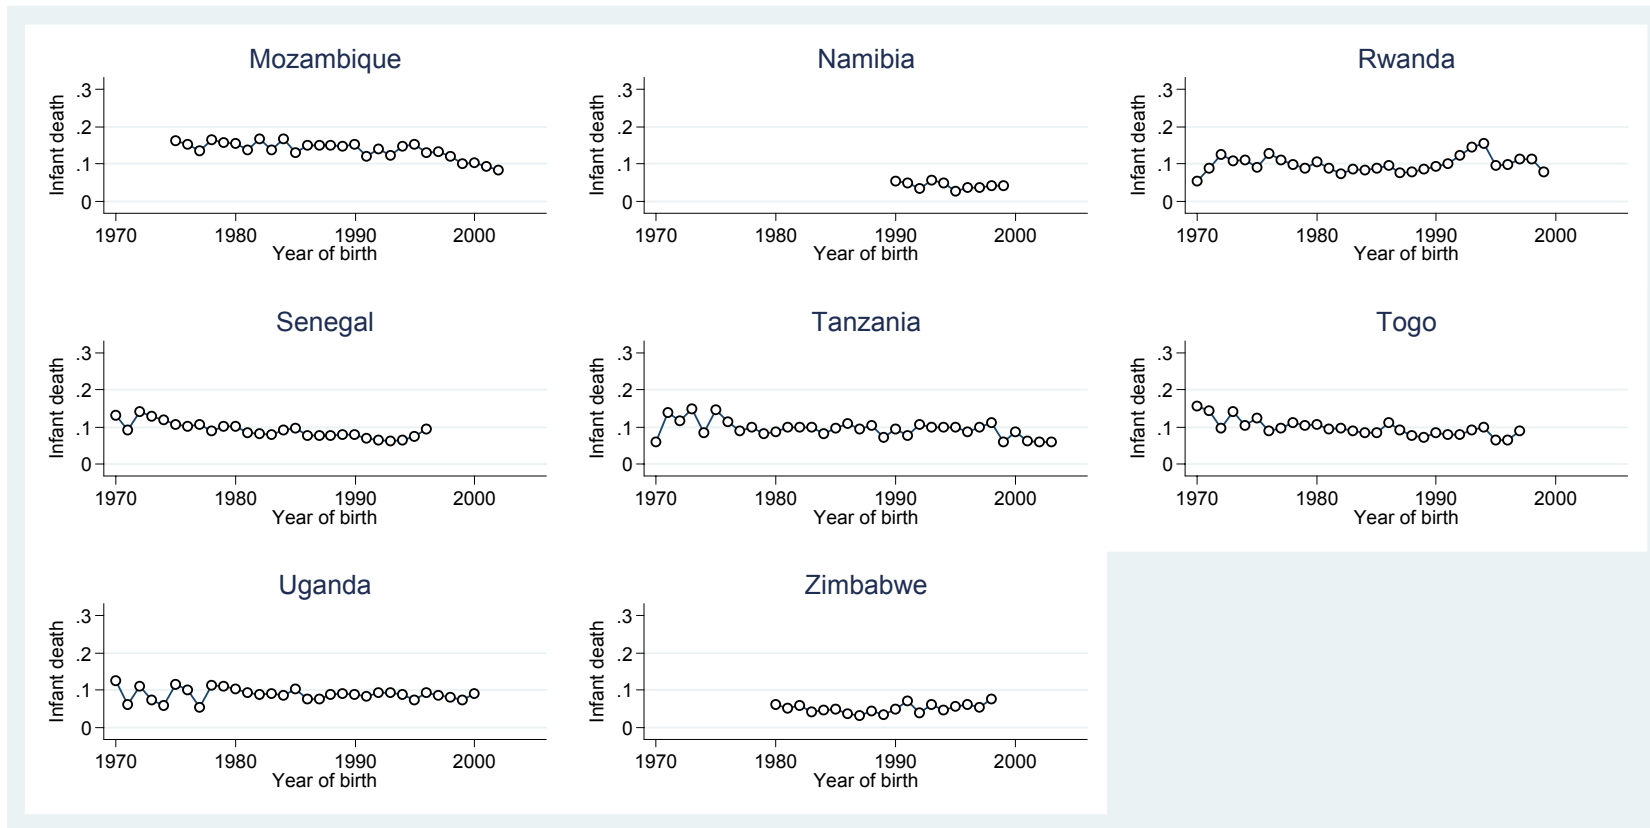 Mozambique
Infant death
.3
.2
.1
0
1970 1980 1990 2000
Year of birth
Namibia
Infant death
.3
.2
.1
0
1970 1980 1990 2000
Year of birth
Rwanda
Infant death
.3
.2
.1
0
1970 1980 1990 2000
Year of birth
Senegal
Infant death
.3
.2
.1
0
1970 1980 1990 2000
Year of birth
Tanzania
Infant death
.3
.2
.1
0
1970 1980 1990 2000
Year of birth
Togo
Infant death
.3
.2
.1
0
1970 1980 1990 2000
Year of birth
Uganda
Infant death
.3
.2
.1
0
1970 1980 1990 2000
Year of birth
Zimbabwe
Infant death
.3
.2
.1
0
1970 1980 1990 2000
Year of birth